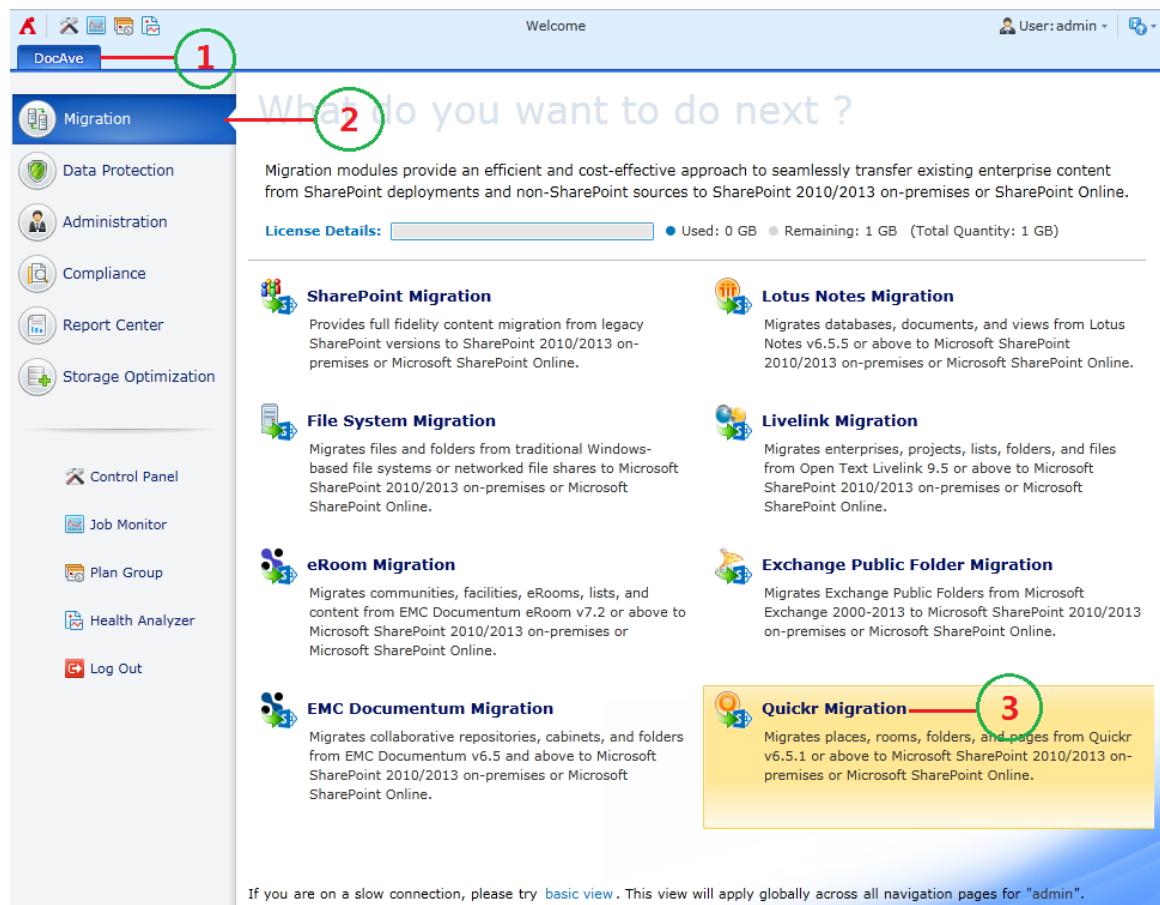 Welcome
User: admin
DocAve
1
Migration
Data Protection
Administration
Compliance
Report Center
Storage Optimization
Control Panel
Job Monitor
Plan Group
Health Analyzer
Log Out
What do you want to do next ?
2
Migration modules provide an efficient and cost-effective approach to seamlessly transfer existing enterprise content
from SharePoint deployments and non-SharePoint sources to SharePoint 2010/2013 on-premises or SharePoint Online.
License Details: Used: 0 GB Remaining: 1 GB (Total Quantity: 1 GB)
SharePoint Migration
Provides full fidelity content migration from legacy
SharePoint versions to SharePoint 2010/2013 on-
premises or Microsoft SharePoint Online.
Lotus Notes Migration
Migrates databases, documents, and views from Lotus
Notes v6.5.5 or above to Microsoft SharePoint
2010/2013 on-premises or Microsoft SharePoint Online.
File System Migration
Migrates files and folders from traditional Windows-
based file systems or networked file shares to Microsoft
SharePoint 2010/2013 on-premises or Microsoft
SharePoint Online.
Livelink Migration
Migrates enterprises, projects, lists, folders, and files
from Open Text Livelink 9.5 or above to Microsoft
SharePoint 2010/2013 on-premises or Microsoft
SharePoint Online.
eRoom Migration
Migrates communities, facilities, eRooms, lists, and
content from EMC Documentum eRoom v7.2 or above to
Microsoft SharePoint 2010/2013 on-premises or
Microsoft SharePoint Online.
Exchange Public Folder Migration
Migrates Exchange Public Folders from Microsoft
Exchange 2000-2013 to Microsoft SharePoint 2010/2013
on-premises or Microsoft SharePoint Online.
EMC Documentum Migration
Migrates collaborative repositories, cabinets, and folders
from EMC Documentum v6.5 and above to Microsoft
SharePoint 2010/2013 on-premises or Microsoft
SharePoint Online.
Quickr Migration
3
Migrates places, rooms, folders, and pages from Quickr
v6.5.1 or above to Microsoft SharePoint 2010/2013 on-
premises or Microsoft SharePoint Online.
If you are on a slow connection, please try basic view. This view will apply globally across all navigation pages for "admin".